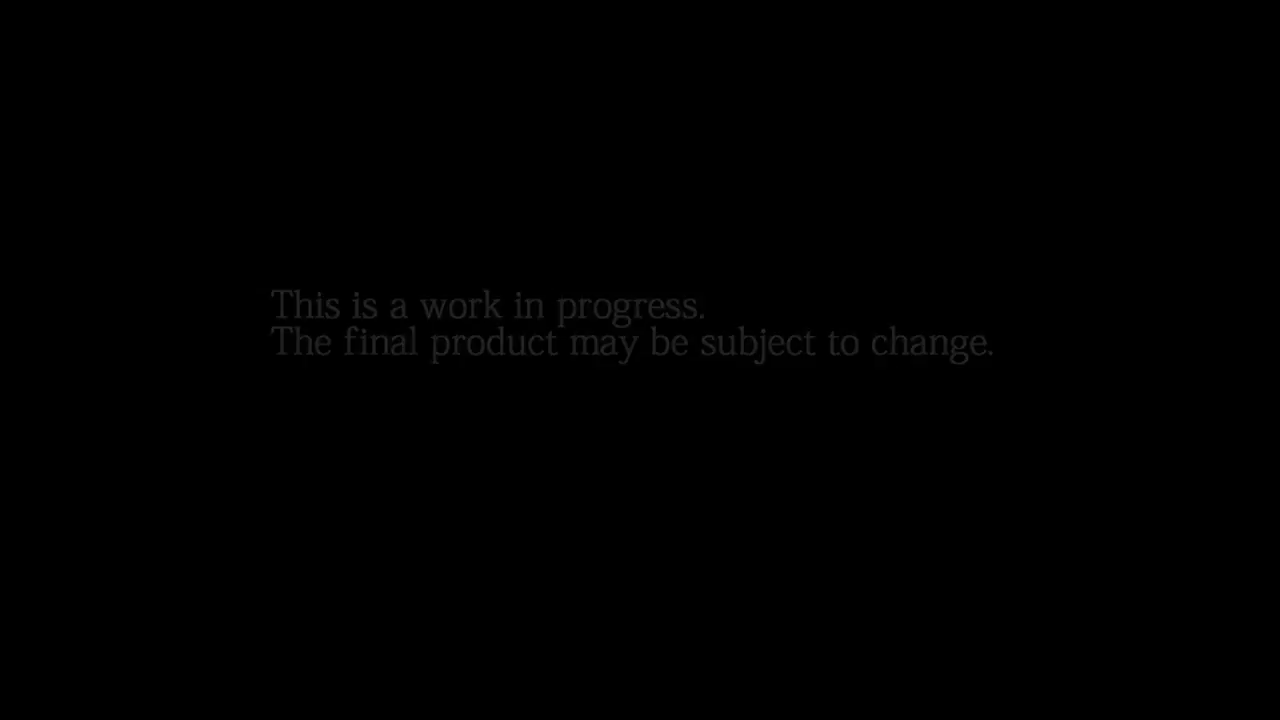 This is a work in progress.
The final product may be subject to change.